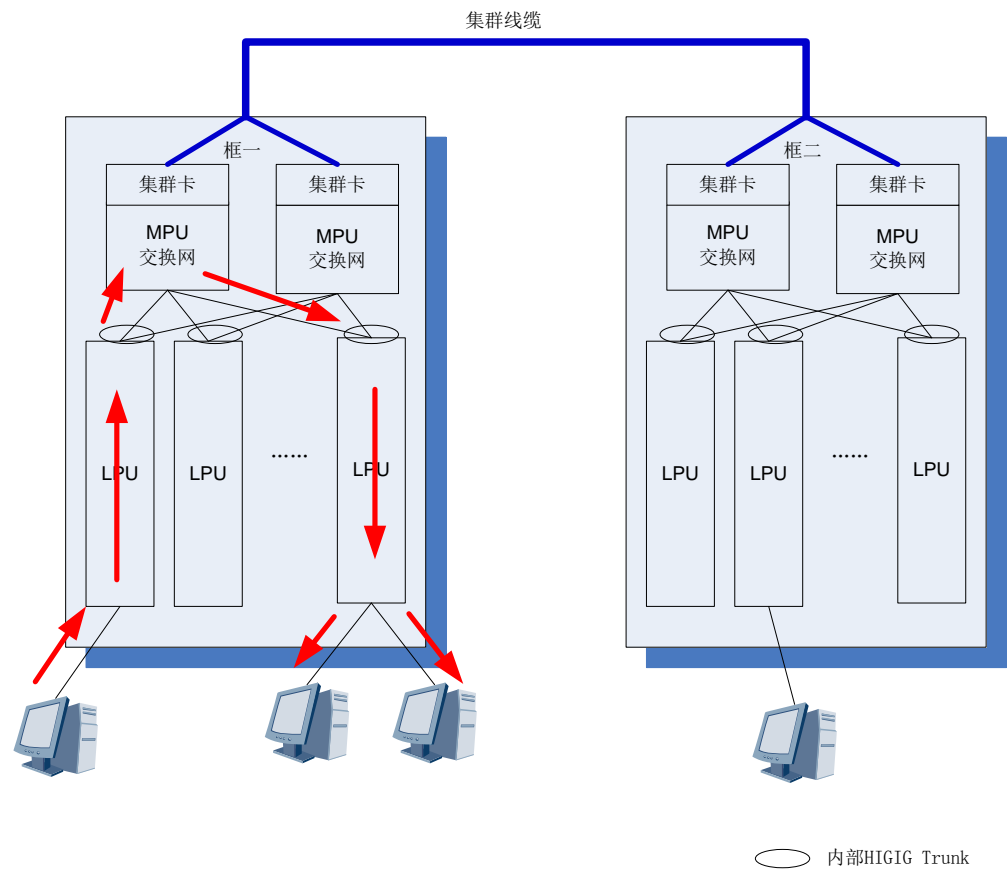 集群线缆
框一
集群卡
集群卡
MPU
交换网
MPU
交换网
LPU
LPU
……
LPU
框二
集群卡
集群卡
MPU
交换网
MPU
交换网
LPU
LPU
……
LPU
内部HIGIG Trunk